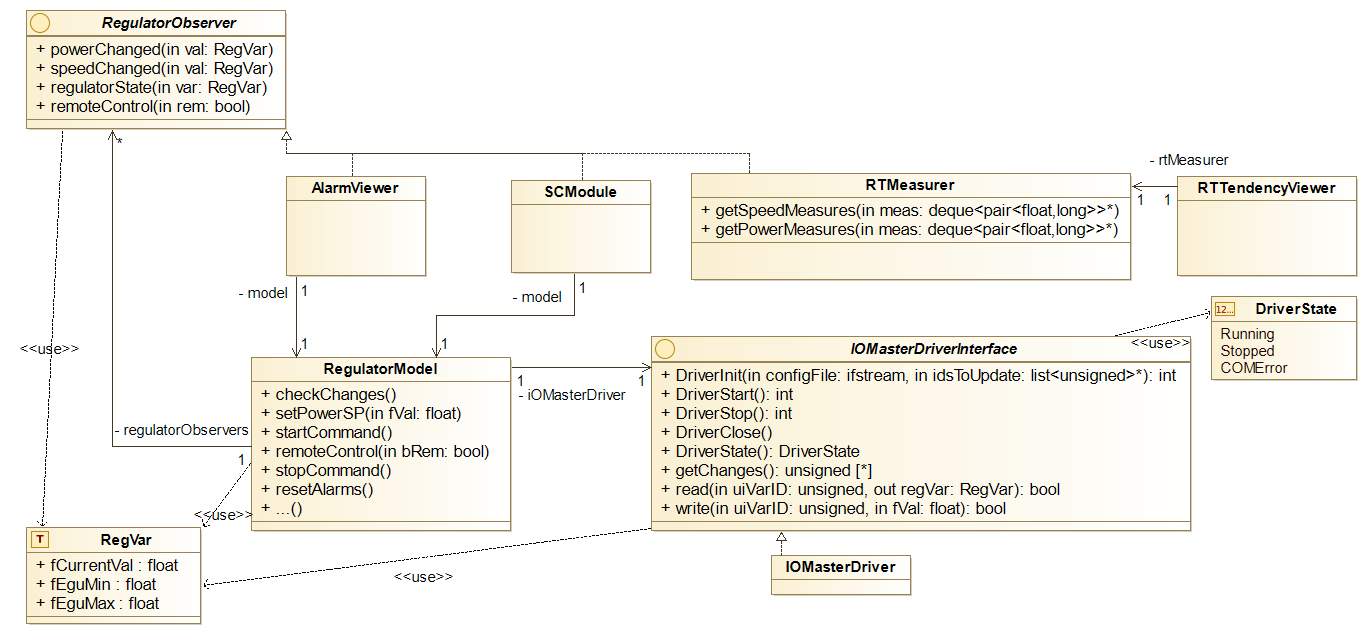 RegulatorObserver
+ powerChanged(in val: RegVar)
+ speedChanged(in val: RegVar)
+ regulatorState(in var: RegVar)
+ remoteControl(in rem: bool)
*
AlarmViewer
SCModule
RTMeasurer
+ getSpeedMeasures(in meas: deque<pair<float,long>>*)
+ getPowerMeasures(in meas: deque<pair<float,long>>*)
- rtMeasurer
1
1
RTTendencyViewer
- model
1
1
- model
1
1
<<use>>
RegulatorModel
+ checkChanges()
+ setPowerSP(in fVal: float)
+ startCommand()
+ remoteControl(in bRem: bool)
+ stopCommand()
+ resetAlarms()
+ ...()
- regulatorObservers
1
1
1
- iOMasterDriver
IOMasterDriverInterface
+ DriverInit(in configFile: ifstream, in idsToUpdate: list<unsigned>*): int
+ DriverStart(): int
+ DriverStop(): int
+ DriverClose()
+ DriverState(): DriverState
+ getChanges(): unsigned [*]
+ read(in uiVarID: unsigned, out regVar: RegVar): bool
+ write(in uiVarID: unsigned, in fVal: float): bool
<<use>>
12...
DriverState
Running
Stopped
COMError
<<use>>
T
RegVar
+ fCurrentVal : float
+ fEguMin : float
+ fEguMax : float
<<use>>
IOMasterDriver